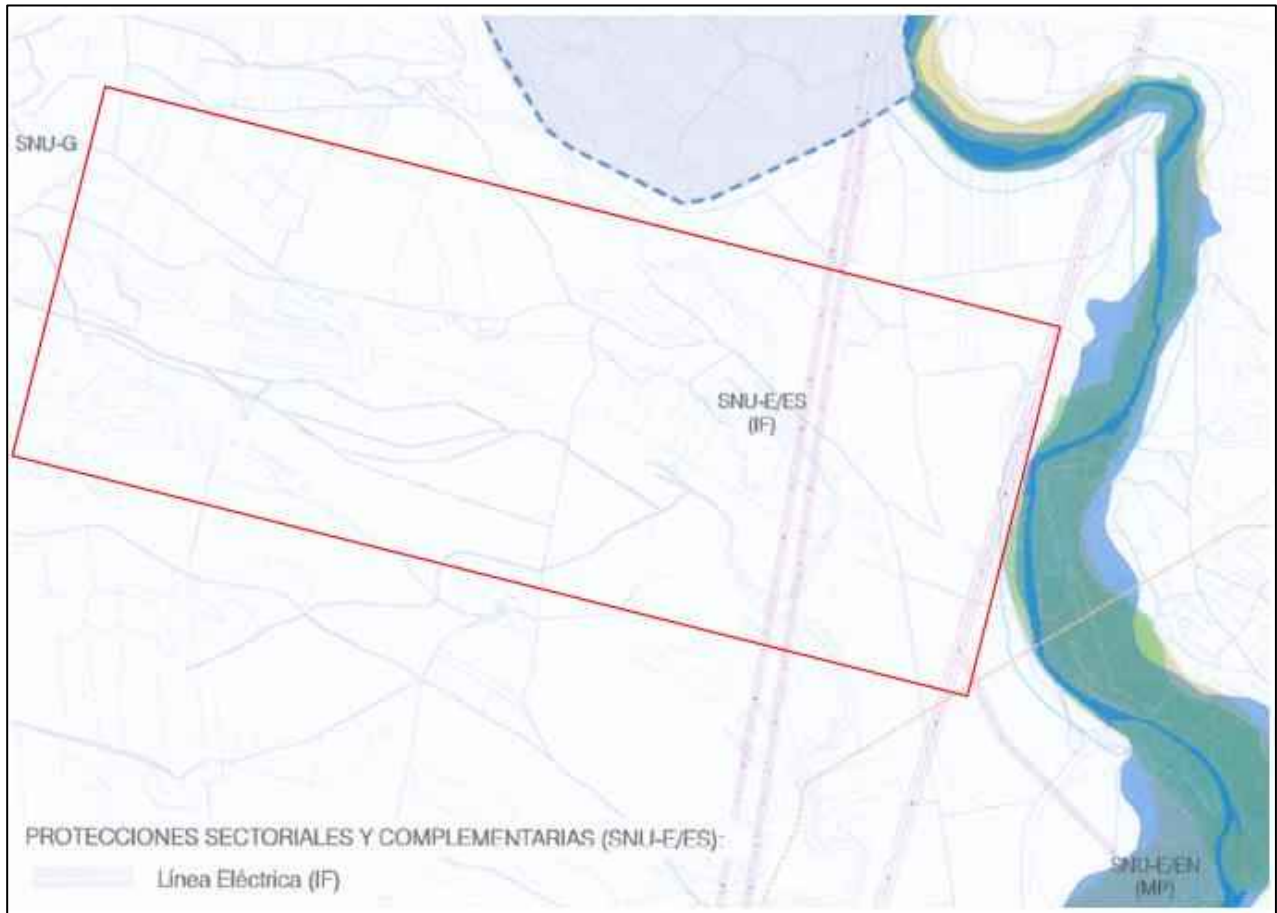 SNU-G
SNU-E/ES
(IF)
PROTECCIONES SECTORIALES Y COMPLEMENTARIAS (SNU-E/ES):
Línea Eléctrica (IF)
SNU-E/EN
(MP)